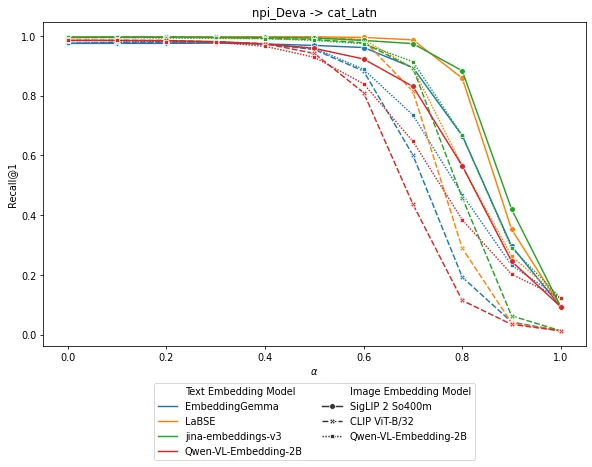 npi_Deva -> cat_Latn
Recall@1
1.0
0.8
0.6
0.4
0.2
0.0
0.0 0.2 0.4 0.6 0.8 1.0
α
Text Embedding Model Image Embedding Model
EmbeddingGemma SigLIP 2 So400m
LaBSE CLIP ViT-B/32
jina-embeddings-v3 Qwen-VL-Embedding-2B
Qwen-VL-Embedding-2B